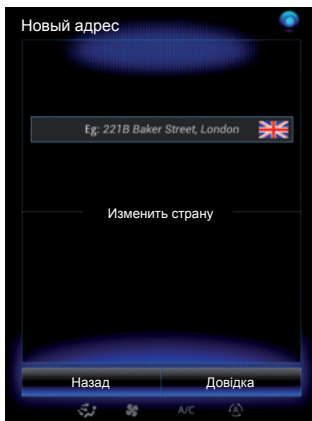 Новый адрес
Eg: 221B Baker Street, London
Изменить страну
Назад Довідка
A/C